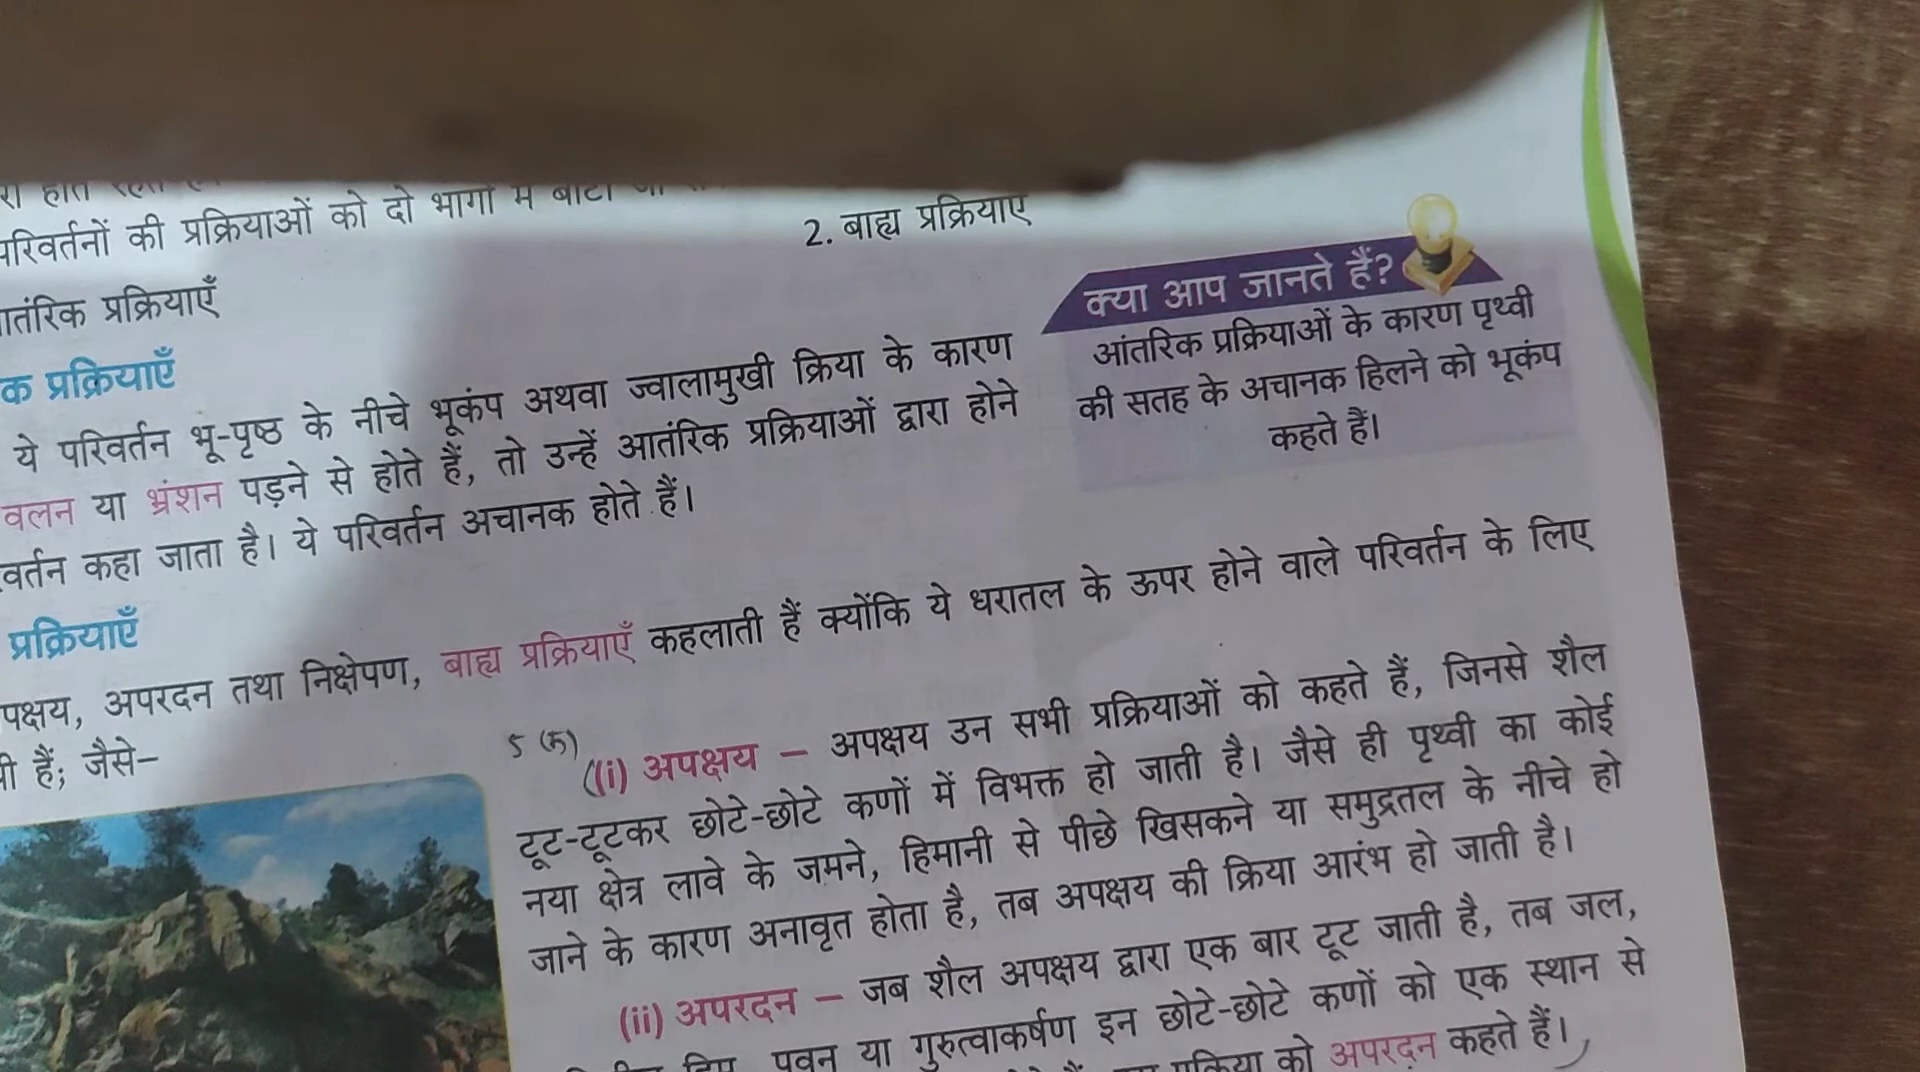 परिवर्तनों की प्रक्रियाओं को दो भागों में बाँटा
2. बाह्य प्रक्रियाएँ
आतंरिक प्रक्रियाएँ
क्या आप जानते हैं?
आंतरिक प्रक्रियाओं के कारण पृथ्वी
की सतह के अचानक हिलने को भूकंप
कहते हैं।
क प्रक्रियाएँ
ये परिवर्तन भू-पृष्ठ के नीचे भूकंप अथवा ज्वालामुखी क्रिया के कारण
वलन या भ्रंशन पड़ने से होते हैं, तो उन्हें आतंरिक प्रक्रियाओं द्वारा होने
वर्तन कहा जाता है। ये परिवर्तन अचानक होते हैं।
प्रक्रियाएँ
पक्षय, अपरदन तथा निक्षेपण, बाह्य प्रक्रियाएँ कहलाती हैं क्योंकि ये धरातल के ऊपर होने वाले परिवर्तन के लिए
हैं; जैसे–
5 (क)
(i) अपक्षय – अपक्षय उन सभी प्रक्रियाओं को कहते हैं, जिनसे शैल
टूट-टूटकर छोटे-छोटे कणों में विभक्त हो जाती है। जैसे ही पृथ्वी का कोई
नया क्षेत्र लावे के जमने, हिमानी से पीछे खिसकने या समुद्रतल के नीचे हो
जाने के कारण अनावृत होता है, तब अपक्षय की क्रिया आरंभ हो जाती है।
(ii) अपरदन – जब शैल अपक्षय द्वारा एक बार टूट जाती है, तब जल,
पवन या गुरुत्वाकर्षण इन छोटे-छोटे कणों को एक स्थान से
को अपरदन कहते हैं।